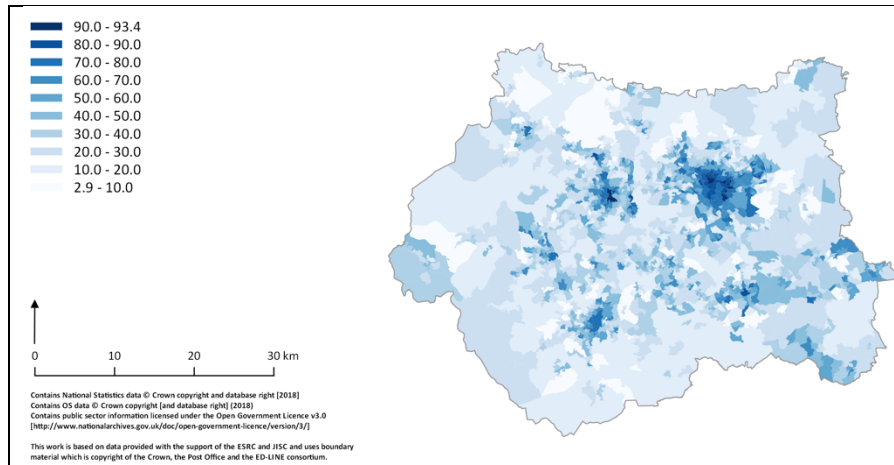 90.0 - 93.4
80.0 - 90.0
70.0 - 80.0
60.0 - 70.0
50.0 - 60.0
40.0 - 50.0
30.0 - 40.0
20.0 - 30.0
10.0 - 20.0
2.9 - 10.0
0 10 20 30 km
Contains National Statistics data © Crown copyright and database right [2018]
Contains OS data © Crown copyright [and database right] (2018)
Contains public sector information licensed under the Open Government Licence v3.0
[http://www.nationalarchives.gov.uk/doc/open-government-licence/version/3/]
This work is based on data provided with the support of the ESRC and JISC and uses boundary
material which is copyright of the Crown, the Post Office and the ED-LINE consortium.